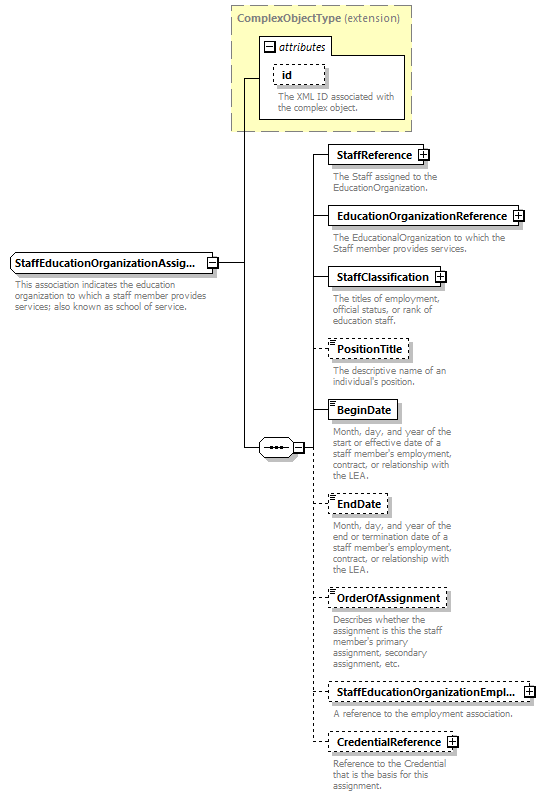 ComplexObjectType (extension)
attributes
id
The XML ID associated with
the complex object.
StaffReference
The Staff assigned to the
EducationOrganization.
EducationOrganizationReference
The EducationalOrganization to which the
Staff member provides services.
StaffEducationOrganizationAssig...
This association indicates the education
organization to which a staff member provides
services; also known as school of service.
StaffClassification
The titles of employment,
official status, or rank of
education staff.
PositionTitle
The descriptive name of an
individual's position.
BeginDate
Month, day, and year of the
start or effective date of a
staff member's employment,
contract, or relationship with
the LEA.
EndDate
Month, day, and year of the
end or termination date of a
staff member's employment,
contract, or relationship with
the LEA.
OrderOfAssignment
Describes whether the
assignment is this the staff
member's primary
assignment, secondary
assignment, etc.
StaffEducationOrganizationEmpl...
A reference to the employment association.
CredentialReference
Reference to the Credential
that is the basis for this
assignment.